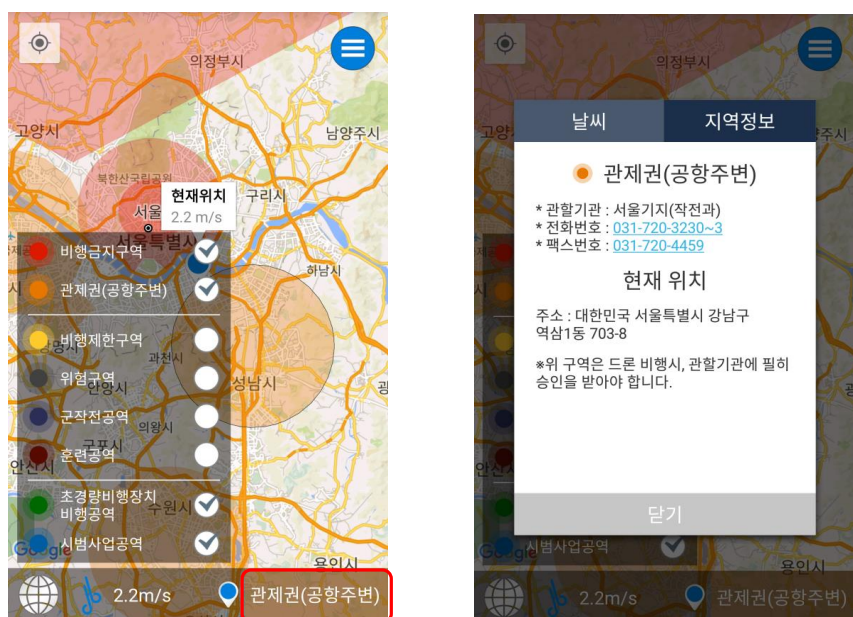 의정부시
고양시
남양주시
북한산국립공원
현재위치
2.2 m/s
구리시
서울
서울특별시
비행금지구역
관제권(공항주변)
하남시
비행제한구역
과천시
위험구역
안양시
성남시
군작전공역
의왕시
군포시
훈련공역
안산시
초경량비행장치
비행공역
수원시
시범사업공역
Google
용인시
2.2m/s
관제권(공항주변)
의정부시
날씨
지역정보
관제권(공항주변)
* 관할기관 : 서울기지(작전과)
* 전화번호 : 031-720-3230~3
* 팩스번호 : 031-720-4459
현재 위치
주소 : 대한민국 서울특별시 강남구
역삼1동 703-8
※위 구역은 드론 비행시, 관할기관에 필히
승인을 받아야 합니다.
닫기
시범사업공역
용인시
2.2m/s
관제권(공항주변)